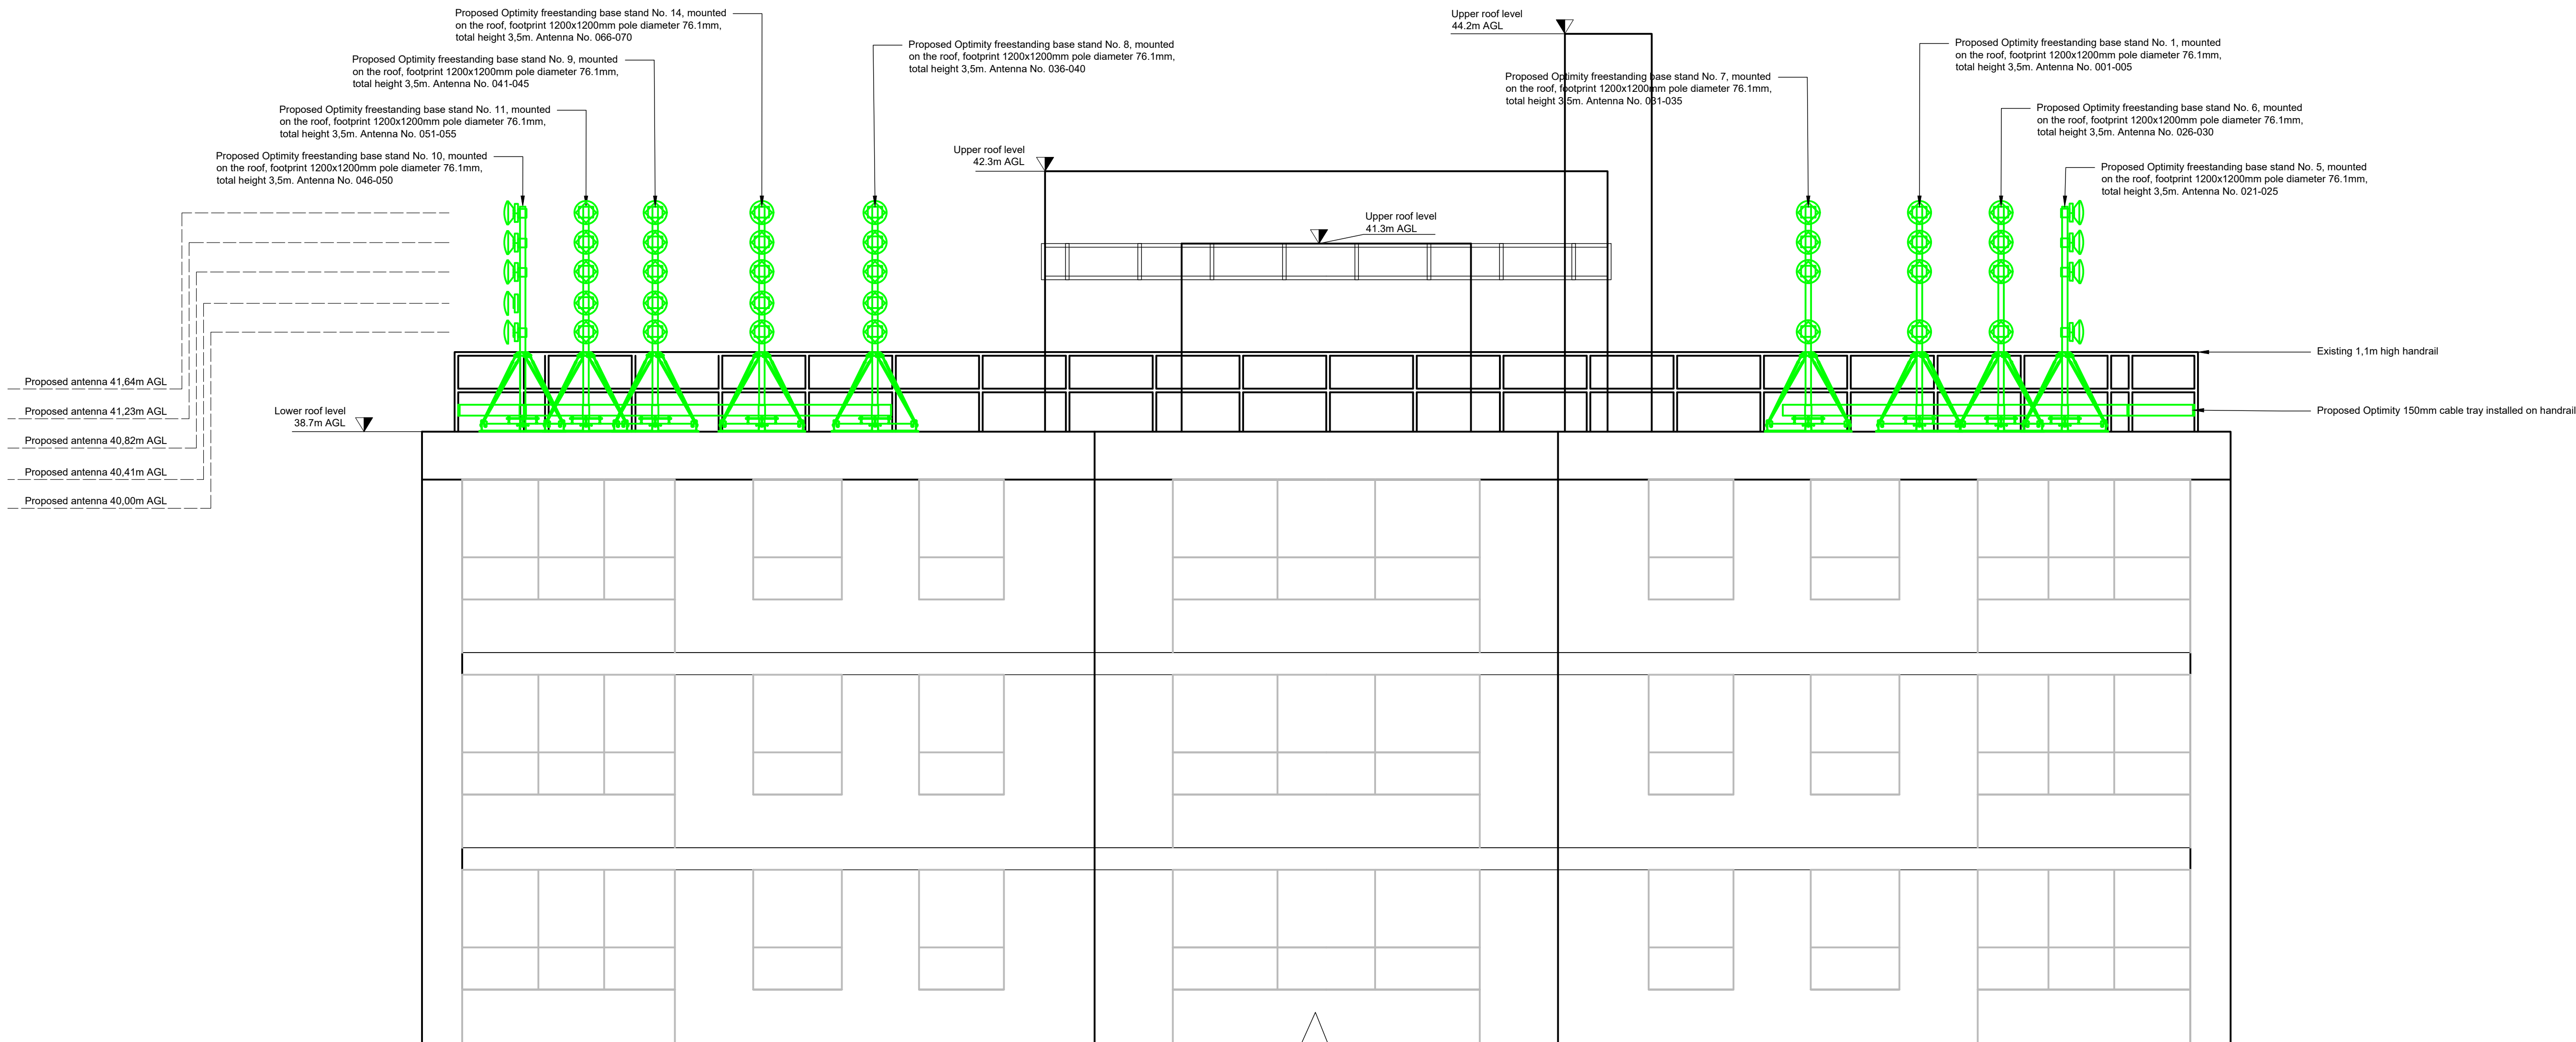 Proposed Optimity freestanding base stand No. 14, mounted
on the roof, footprint 1200x1200mm pole diameter 76.1mm,
total height 3,5m. Antenna No. 066-070
Proposed Optimity freestanding base stand No. 9, mounted
on the roof, footprint 1200x1200mm pole diameter 76.1mm,
total height 3,5m. Antenna No. 041-045
Proposed Optimity freestanding base stand No. 11, mounted
on the roof, footprint 1200x1200mm pole diameter 76.1mm,
total height 3,5m. Antenna No. 051-055
Proposed Optimity freestanding base stand No. 10, mounted
on the roof, footprint 1200x1200mm pole diameter 76.1mm,
total height 3,5m. Antenna No. 046-050
Proposed Optimity freestanding base stand No. 8, mounted
on the roof, footprint 1200x1200mm pole diameter 76.1mm,
total height 3,5m. Antenna No. 036-040
Upper roof level
44.2m AGL
Upper roof level
42.3m AGL
Upper roof level
41.3m AGL
Proposed Optimity freestanding base stand No. 7, mounted
on the roof, footprint 1200x1200mm pole diameter 76.1mm,
total height 3,5m. Antenna No. 031-035
Proposed Optimity freestanding base stand No. 1, mounted
on the roof, footprint 1200x1200mm pole diameter 76.1mm,
total height 3,5m. Antenna No. 001-005
Proposed Optimity freestanding base stand No. 6, mounted
on the roof, footprint 1200x1200mm pole diameter 76.1mm,
total height 3,5m. Antenna No. 026-030
Proposed Optimity freestanding base stand No. 5, mounted
on the roof, footprint 1200x1200mm pole diameter 76.1mm,
total height 3,5m. Antenna No. 021-025
Existing 1,1m high handrail
Proposed Optimity 150mm cable tray installed on handrail
Proposed antenna 41,64m AGL
Proposed antenna 41,23m AGL
Proposed antenna 40,82m AGL
Proposed antenna 40,41m AGL
Proposed antenna 40,00m AGL
Lower roof level
38.7m AGL